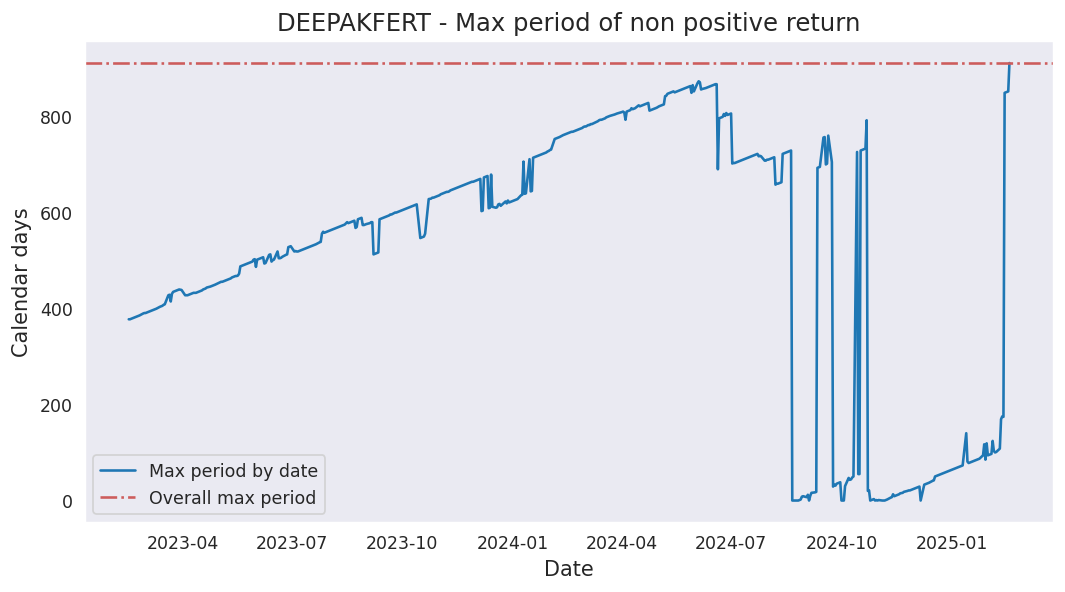 DEEPAKFERT - Max period of non positive return
Calendar days
800
600
400
200
0
Max period by date
Overall max period
2023-04
2023-07
2023-10
2024-01
2024-04
2024-07
2024-10
2025-01
Date